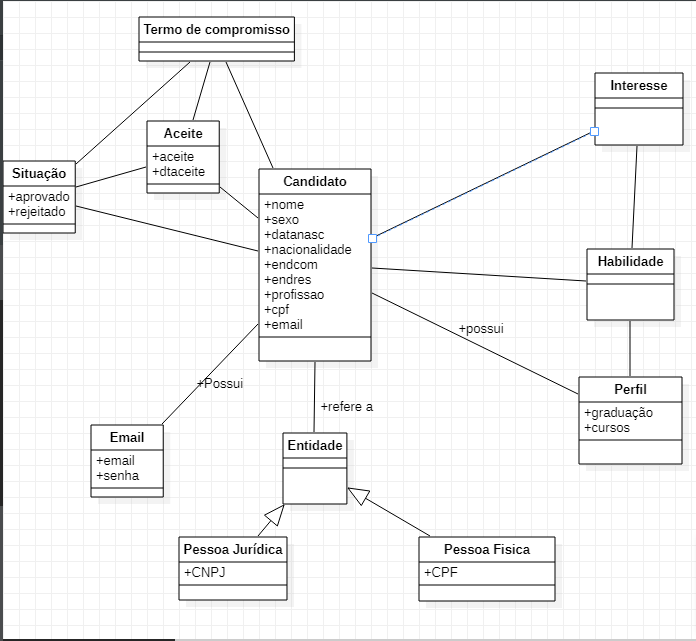 Termo de compromisso
Interesse
Aceite
+aceite
+dtaceite
Situação
+aprovado
+rejeitado
Candidato
+nome
+sexo
+datanasc
+nacionalidade
+endcom
+endres
+profissao
+cpf
+email
Habilidade
+possui
+Possui
+refere a
Perfil
+graduação
+cursos
Email
+email
+senha
Entidade
Pessoa Jurídica
+CNPJ
Pessoa Fisica
+CPF